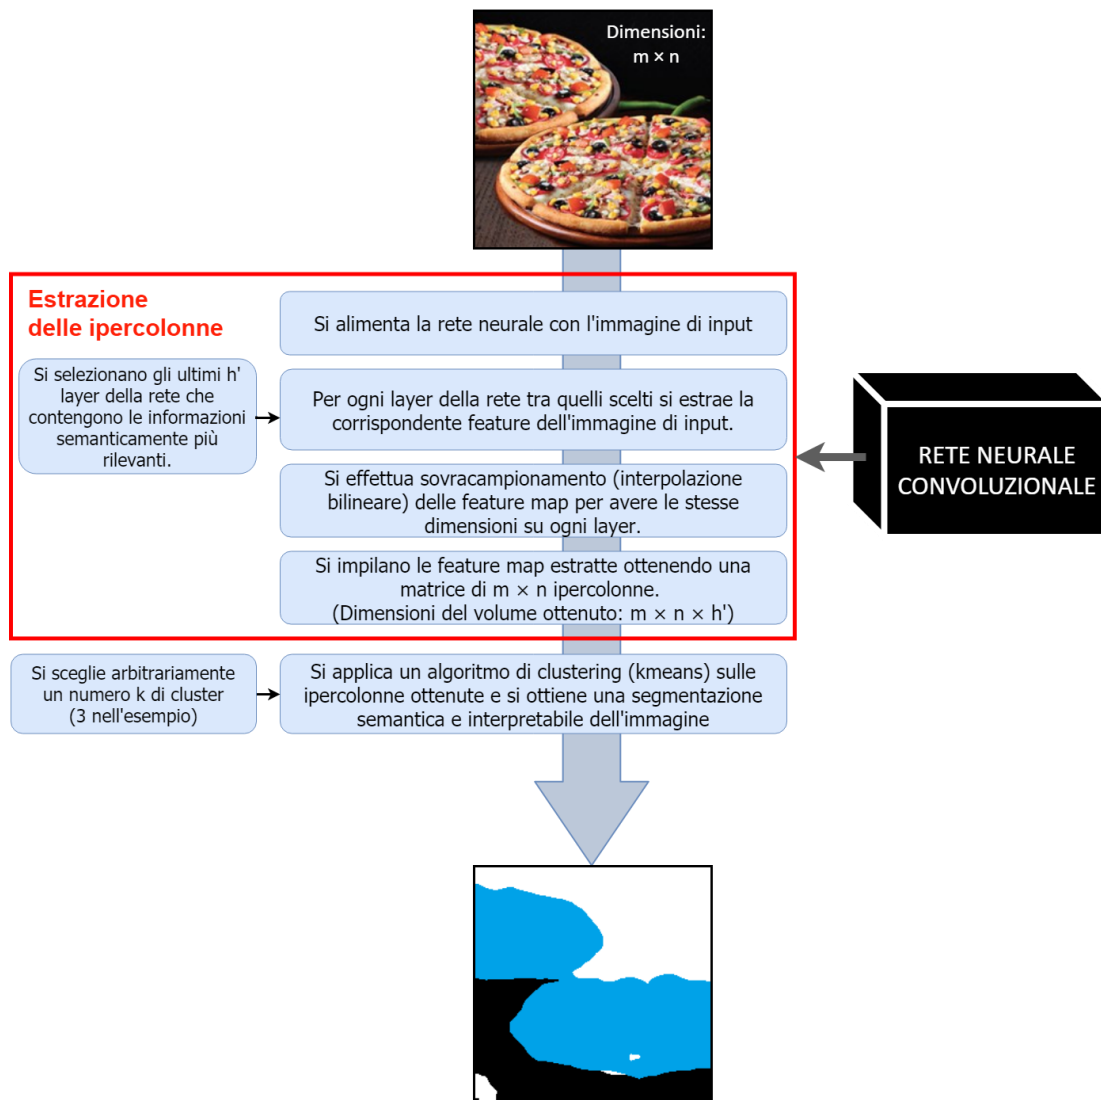 Dimensioni:
m × n
Estrazione
delle ipercolonne
Si alimenta la rete neurale con l'immagine di input
Si selezionano gli ultimi h'
layer della rete che
contengono le informazioni
semanticamente più
rilevanti.
Per ogni layer della rete tra quelli scelti si estrae la
corrispondente feature dell'immagine di input.
RETE NEURALE
CONVOLUZIONALE
Si effettua sovracampionamento (interpolazione
bilineare) delle feature map per avere le stesse
dimensioni su ogni layer.
Si impilano le feature map estratte ottenendo una
matrice di m × n ipercolonne.
(Dimensioni del volume ottenuto: m × n × h')
Si sceglie arbitrariamente
un numero k di cluster
(3 nell'esempio)
Si applica un algoritmo di clustering (kmeans) sulle
ipercolonne ottenute e si ottiene una segmentazione
semantica e interpretabile dell'immagine